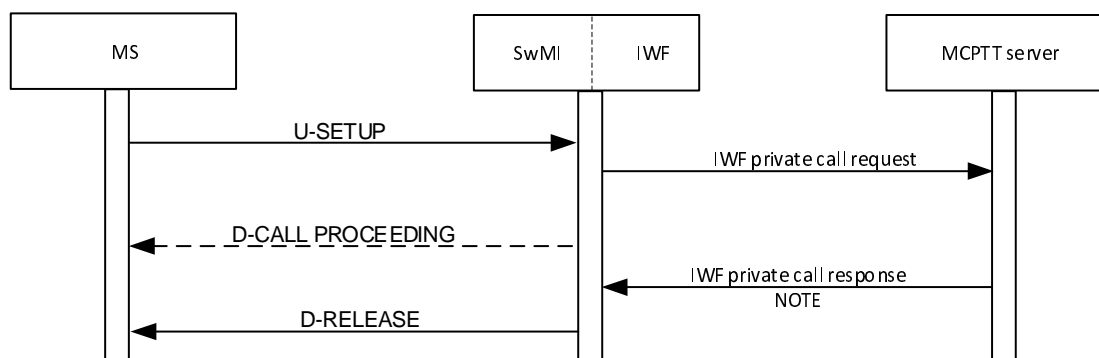 MS
SwMI
IWF
MCPTT server
U-SETUP
IWF private call request
D-CALL PROCEEDING
IWF private call response
NOTE
D-RELEASE